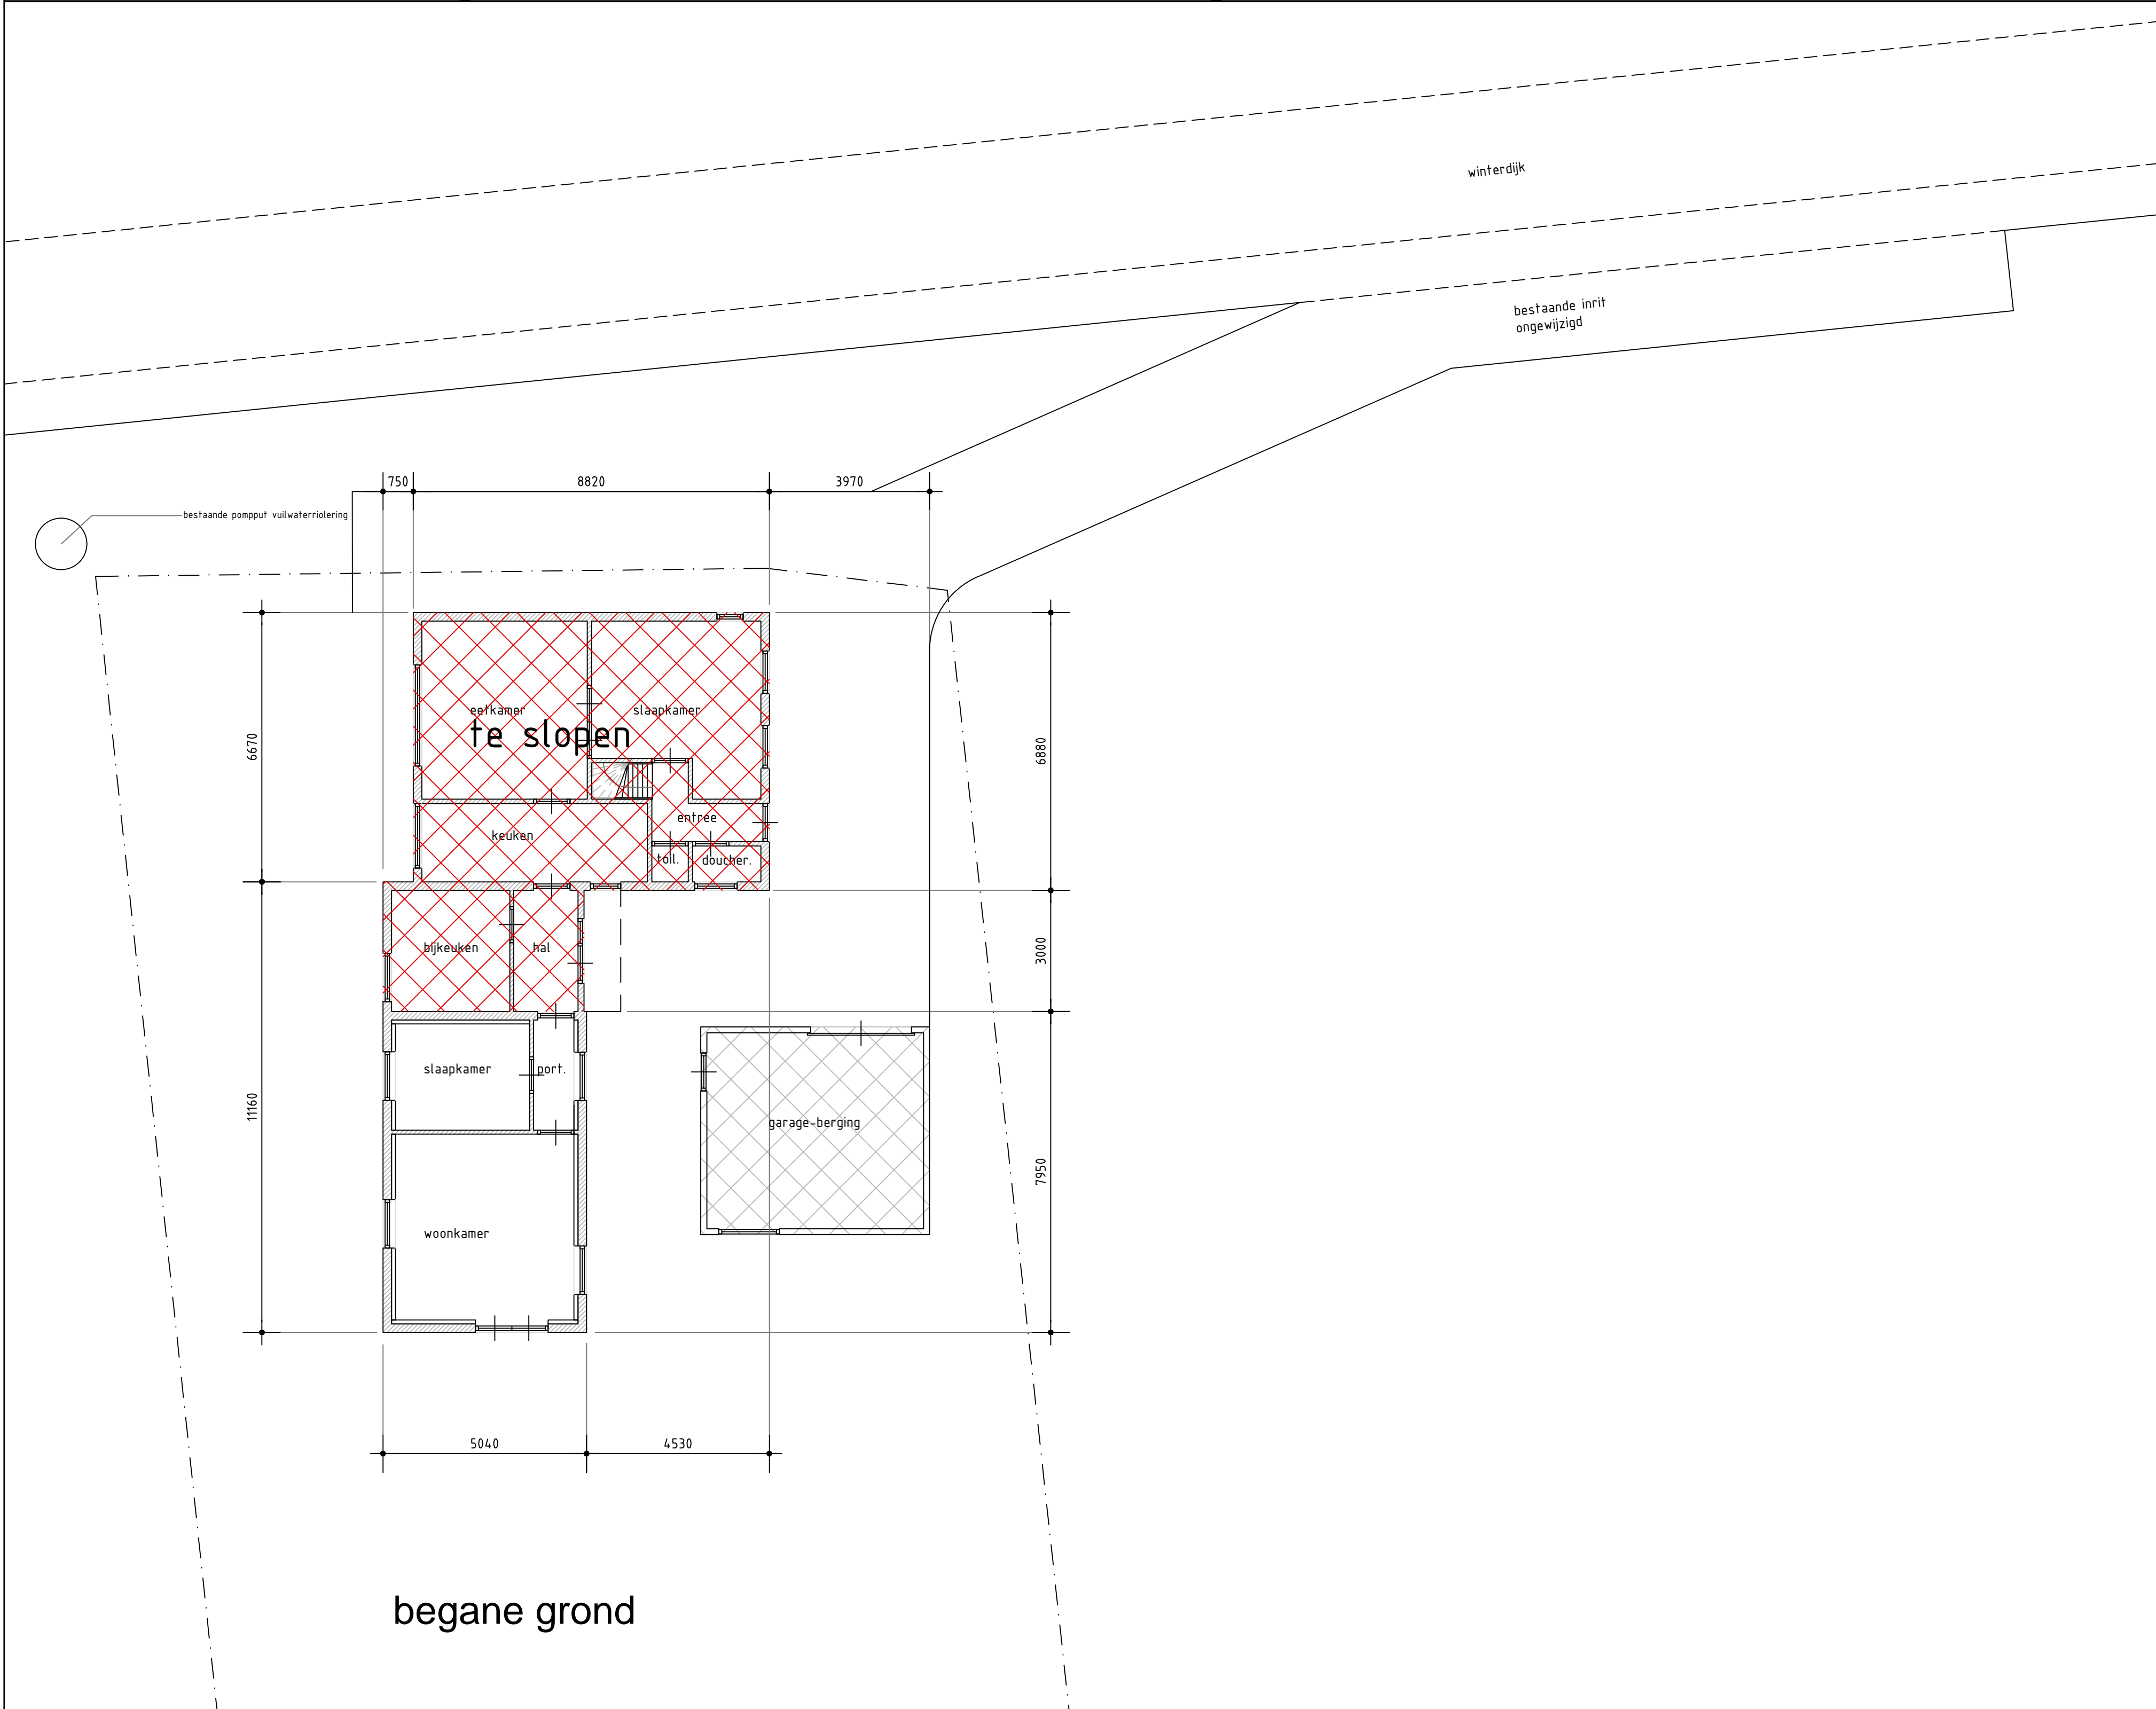 winterdijk
bestaande inrit
ongewijzigd
750
8820
3970
bestaande pompput vuilwaterriolering
eetkamer
slaapkamer
te slopen
6670
6880
entree
keuken
toll.
doucher.
bijkeuken
hal
3000
slaapkamer
port.
11160
garage-berging
7950
woonkamer
5040
4530
begane grond